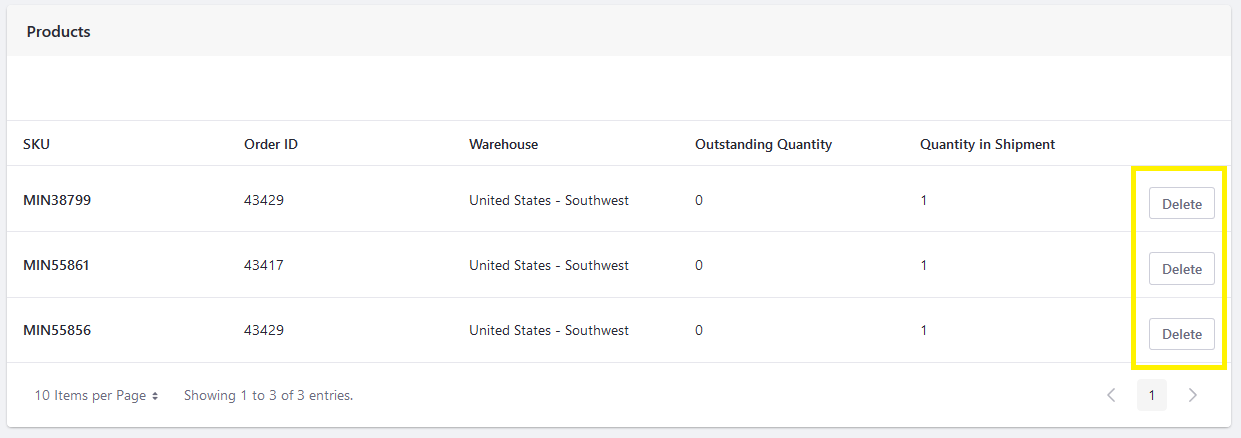 Products
SKU Order ID Warehouse Outstanding Quantity Quantity in Shipment
MIN38799 43429 United States - Southwest 0 1 Delete
MIN55861 43417 United States - Southwest 0 1 Delete
MIN55856 43429 United States - Southwest 0 1 Delete
10 Items per Page Showing 1 to 3 of 3 entries. 1